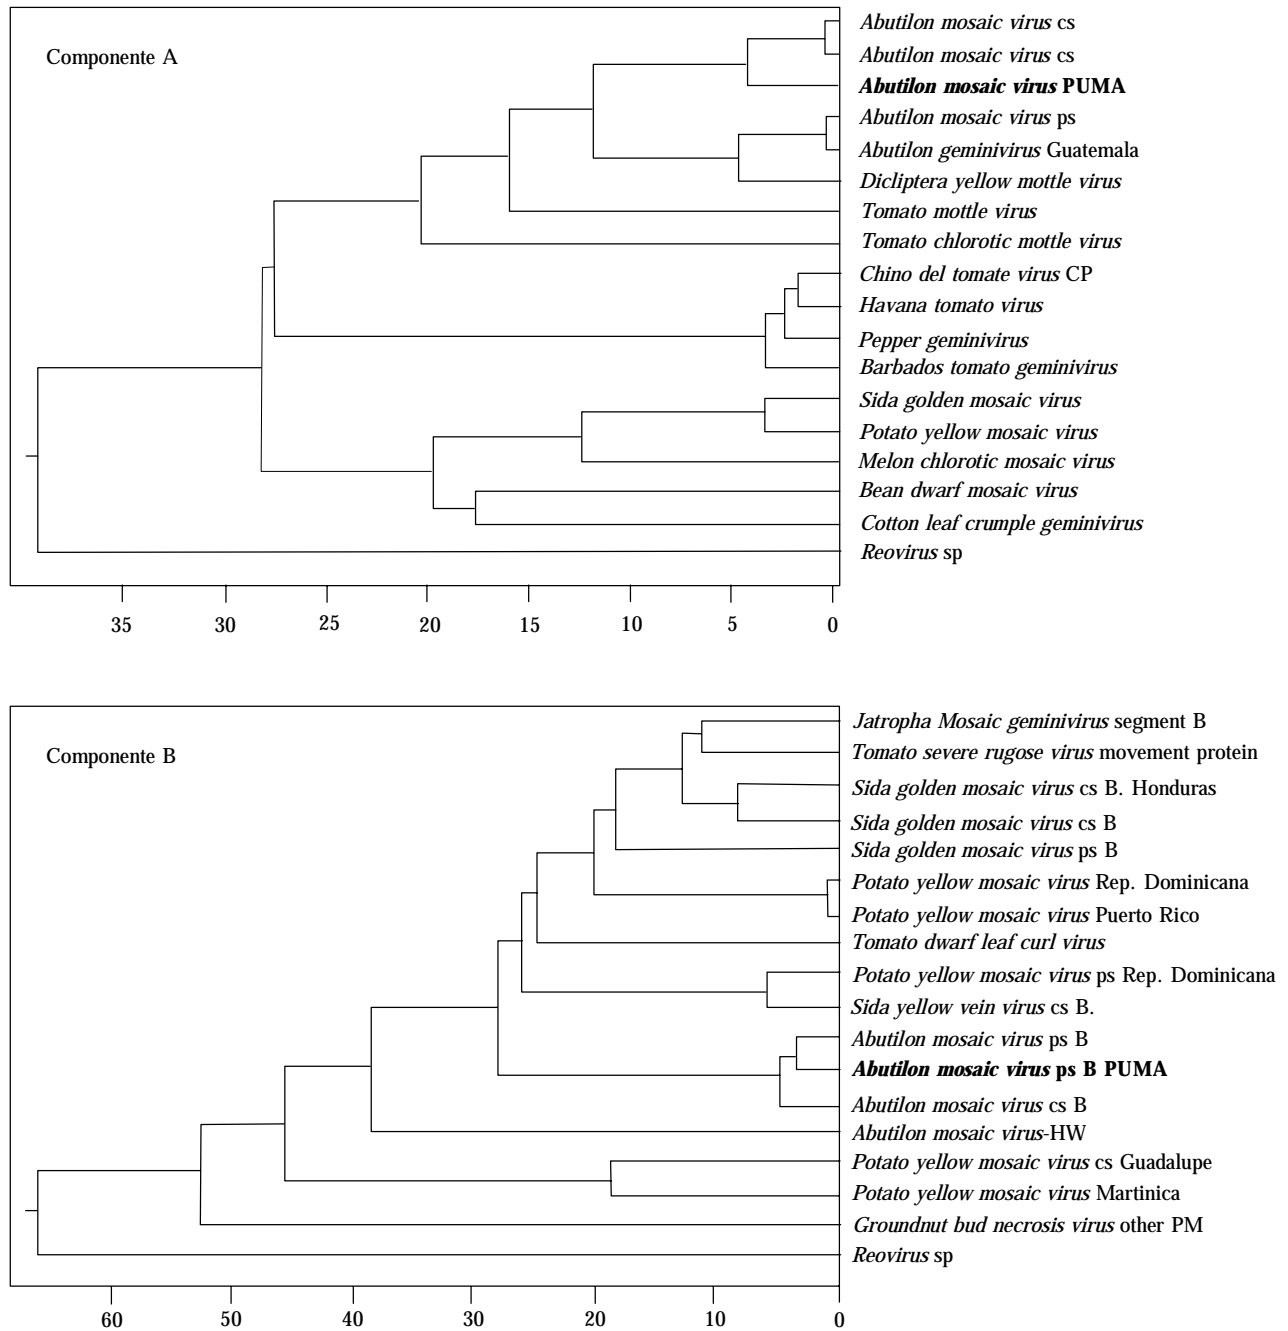 Componente A
Abutilon mosaic virus cs
Abutilon mosaic virus cs
Abutilon mosaic virus PUMA
Abutilon mosaic virus ps
Abutilon geminivirus Guatemala
Dicliptera yellow mottle virus
Tomato mottle virus
Tomato chlorotic mottle virus
Chino del tomate virus CP
Havana tomato virus
Pepper geminivirus
Barbados tomato geminivirus
Sida golden mosaic virus
Potato yellow mosaic virus
Melon chlorotic mosaic virus
Bean dwarf mosaic virus
Cotton leaf crumple geminivirus
Reovirus sp
35 30 25 20 15 10 5 0
Componente B
Jatropha Mosaic geminivirus segment B
Tomato severe rugose virus movement protein
Sida golden mosaic virus cs B. Honduras
Sida golden mosaic virus cs B
Sida golden mosaic virus ps B
Potato yellow mosaic virus Rep. Dominicana
Potato yellow mosaic virus Puerto Rico
Tomato dwarf leaf curl virus
Potato yellow mosaic virus ps Rep. Dominicana
Sida yellow vein virus cs B.
Abutilon mosaic virus ps B
Abutilon mosaic virus ps B PUMA
Abutilon mosaic virus cs B
Abutilon mosaic virus-HW
Potato yellow mosaic virus cs Guadalupe
Potato yellow mosaic virus Martinica
Groundnut bud necrosis virus other PM
Reovirus sp
60 50 40 30 20 10 0